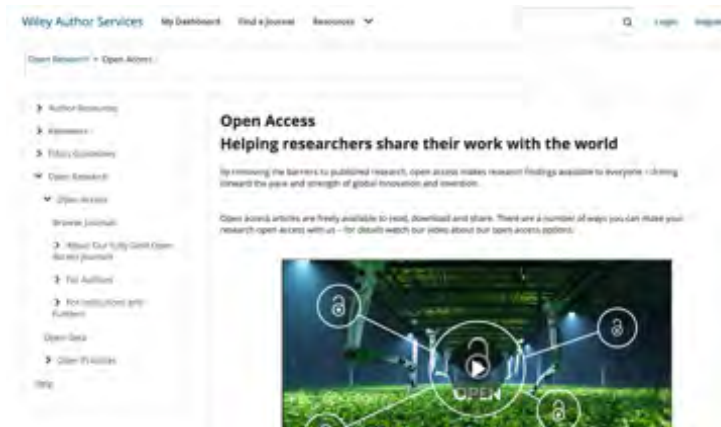 Wiley Author Services My Dashboard Find a Journal Resources Login
Open Research > Open Access
Author Resources
Reviewers
Ethics Guidelines
Open Research
Open Access
Browse Journals
About Our Fully Gold Open
Access Journals
For Authors
For Institutions and
Funders
Open Data
Open Practices
Help
Open Access
Helping researchers share their work with the world
By removing the barriers to published research, open access makes research findings available to everyone – driving
forward the pace and strength of global innovation and invention.
Open access articles are freely available to read, download and share. There are a number of ways you can make your
research open access with us – for details watch our video about our open access options.
OPEN